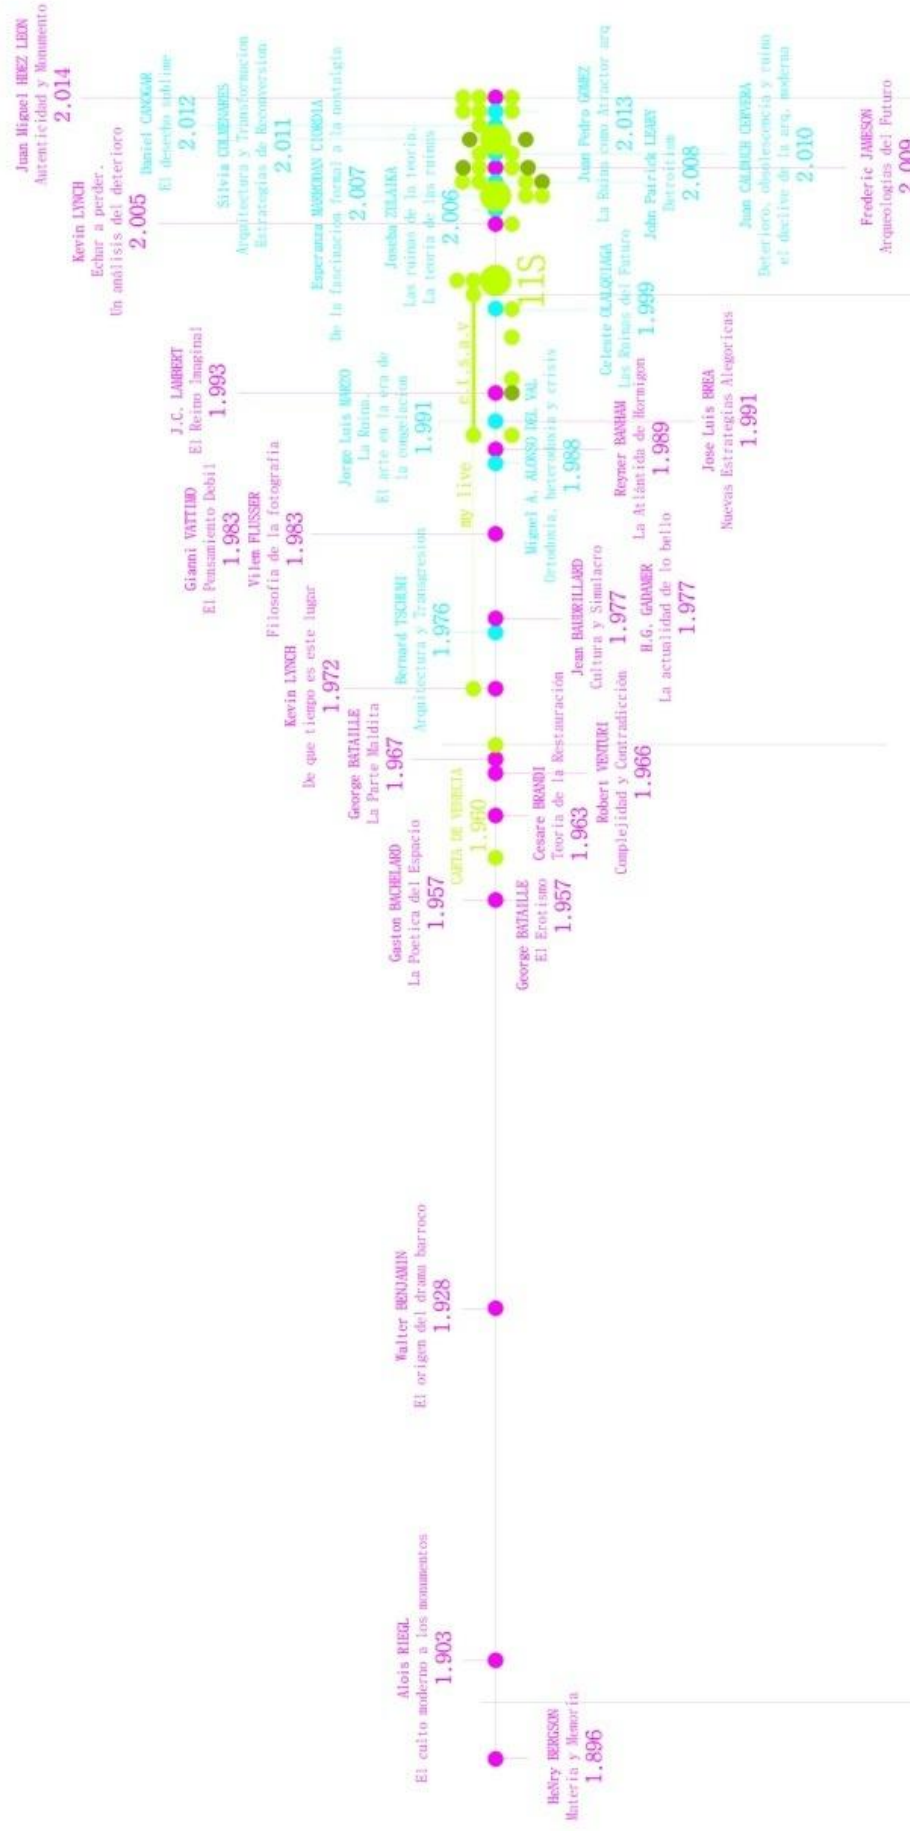 HeNry BERGSON
Materia y Memoria
1.896
Alois RIEGL
El culto moderno a los monumentos
1.903
Walter BENJAMIN
El origen del drama barroco
1.928
Gaston BACHELARD
La Poetica del Espacio
1.957
George BATAILLE
El Erotismo
1.957
CARTA DE VENECIA
1.960
Cesare BRANDI
Teoria de la Restauración
1.963
Robert VENTURI
Complejidad y Contradicción
1.966
George BATAILLE
La Parte Maldita
1.967
Kevin LYNCH
De que tiempo es este lugar
1.972
Bernard TSCHUMI
Arquitectura y Transgresion
1.976
Jean BAUDRILLARD
Cultura y Simulacro
1.977
H.G. GADAMER
La actualidad de lo bello
1.977
Gianni VATTIMO
El Pensamiento Debil
1.983
Vilem FLUSSER
Filosofia de la fotografia
1.983
my live
e.t.s.a.v
Miguel A. ALONSO DEL VAL
Ortodoxia, heterodoxia y crisis
1.988
Reyner BANHAM
La Atlántida de Hormigon
1.989
Jorge Luis MARZO
La Ruina.
El arte en la era de
la congelacion
1.991
Jose Luis BREA
Nuevas Estrategias Alegoricas
1.991
J.C. LAMBERT
El Reino Imaginal
1.993
Celeste OLALQUIAGA
Las Ruinas del Futuro
1.999
11S
Kevin LYNCH
Echar a perder.
Un análisis del deterioro
2.005
Joseba ZULAIKA
Las ruinas de la teoria.
La teoria de las ruinas
2.006
Esperanza
De la fascinacion formal a la nostalgia
2.007
John Patrick LEARY
Detroitism
2.008
Frederic JAMESON
Arqueologias del Futuro
2.009
Juan CALDUCH CERVERA
Deterioro, obsolescencia y ruina
el declive de la arq. moderna
2.010
Silvia COLMENARES
Arquitectura y Transformacion
Estrategias de Reconversion
2.011
Daniel CANOGAR
El desecho sublime
2.012
Juan Pedro GOMEZ
La Ruina como Atractor arq
2.013
Juan Miguel HDEZ LEON
Autenticidad y Monumento
2.014